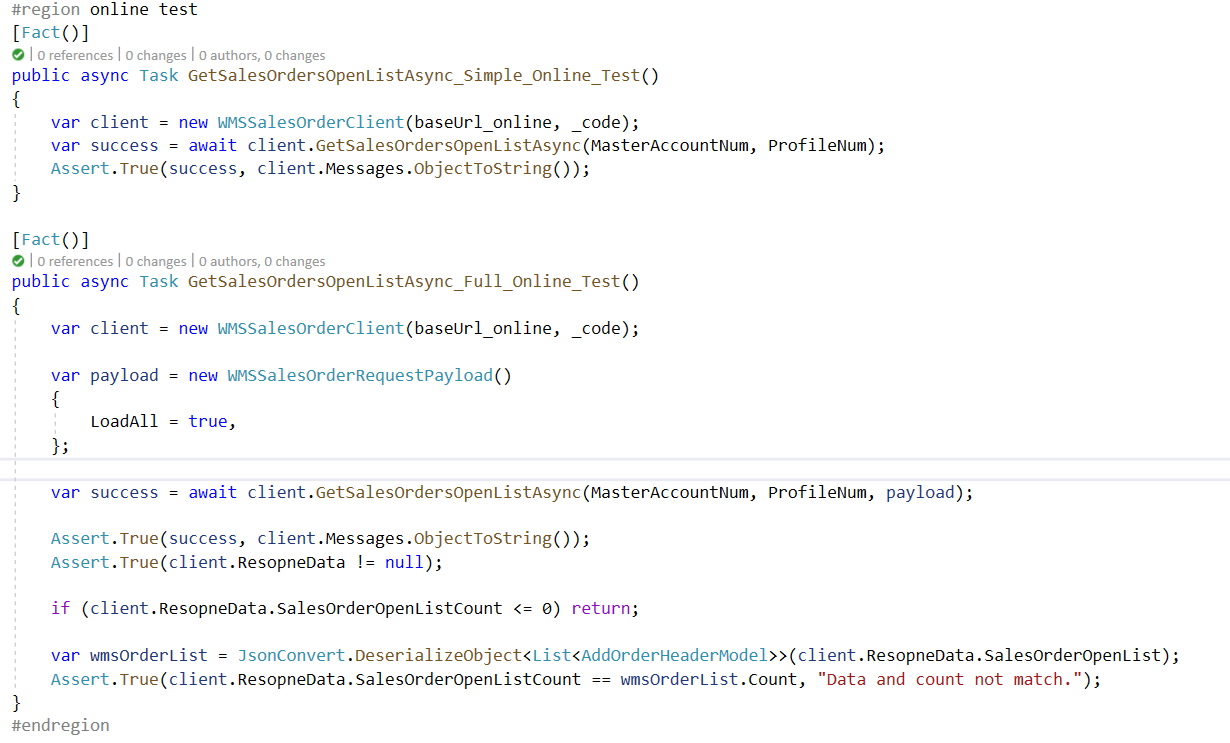 #region online test
[Fact()]
| 0 references | 0 changes | 0 authors, 0 changes
public async Task GetSalesOrdersOpenListAsync_Simple_Online_Test()
{
var client = new WMSSalesOrderClient(baseUrl_online, _code);
var success = await client.GetSalesOrdersOpenListAsync(MasterAccountNum, ProfileNum);
Assert.True(success, client.Messages.ObjectToString());
}
[Fact()]
| 0 references | 0 changes | 0 authors, 0 changes
public async Task GetSalesOrdersOpenListAsync_Full_Online_Test()
{
var client = new WMSSalesOrderClient(baseUrl_online, _code);
var payload = new WMSSalesOrderRequestPayload()
{
LoadAll = true,
};
var success = await client.GetSalesOrdersOpenListAsync(MasterAccountNum, ProfileNum, payload);
Assert.True(success, client.Messages.ObjectToString());
Assert.True(client.ResopneData != null);
if (client.ResopneData.SalesOrderOpenListCount <= 0) return;
var wmsOrderList = JsonConvert.DeserializeObject<List<AddOrderHeaderModel>>(client.ResopneData.SalesOrderOpenList);
Assert.True(client.ResopneData.SalesOrderOpenListCount == wmsOrderList.Count, "Data and count not match.");
}
#endregion